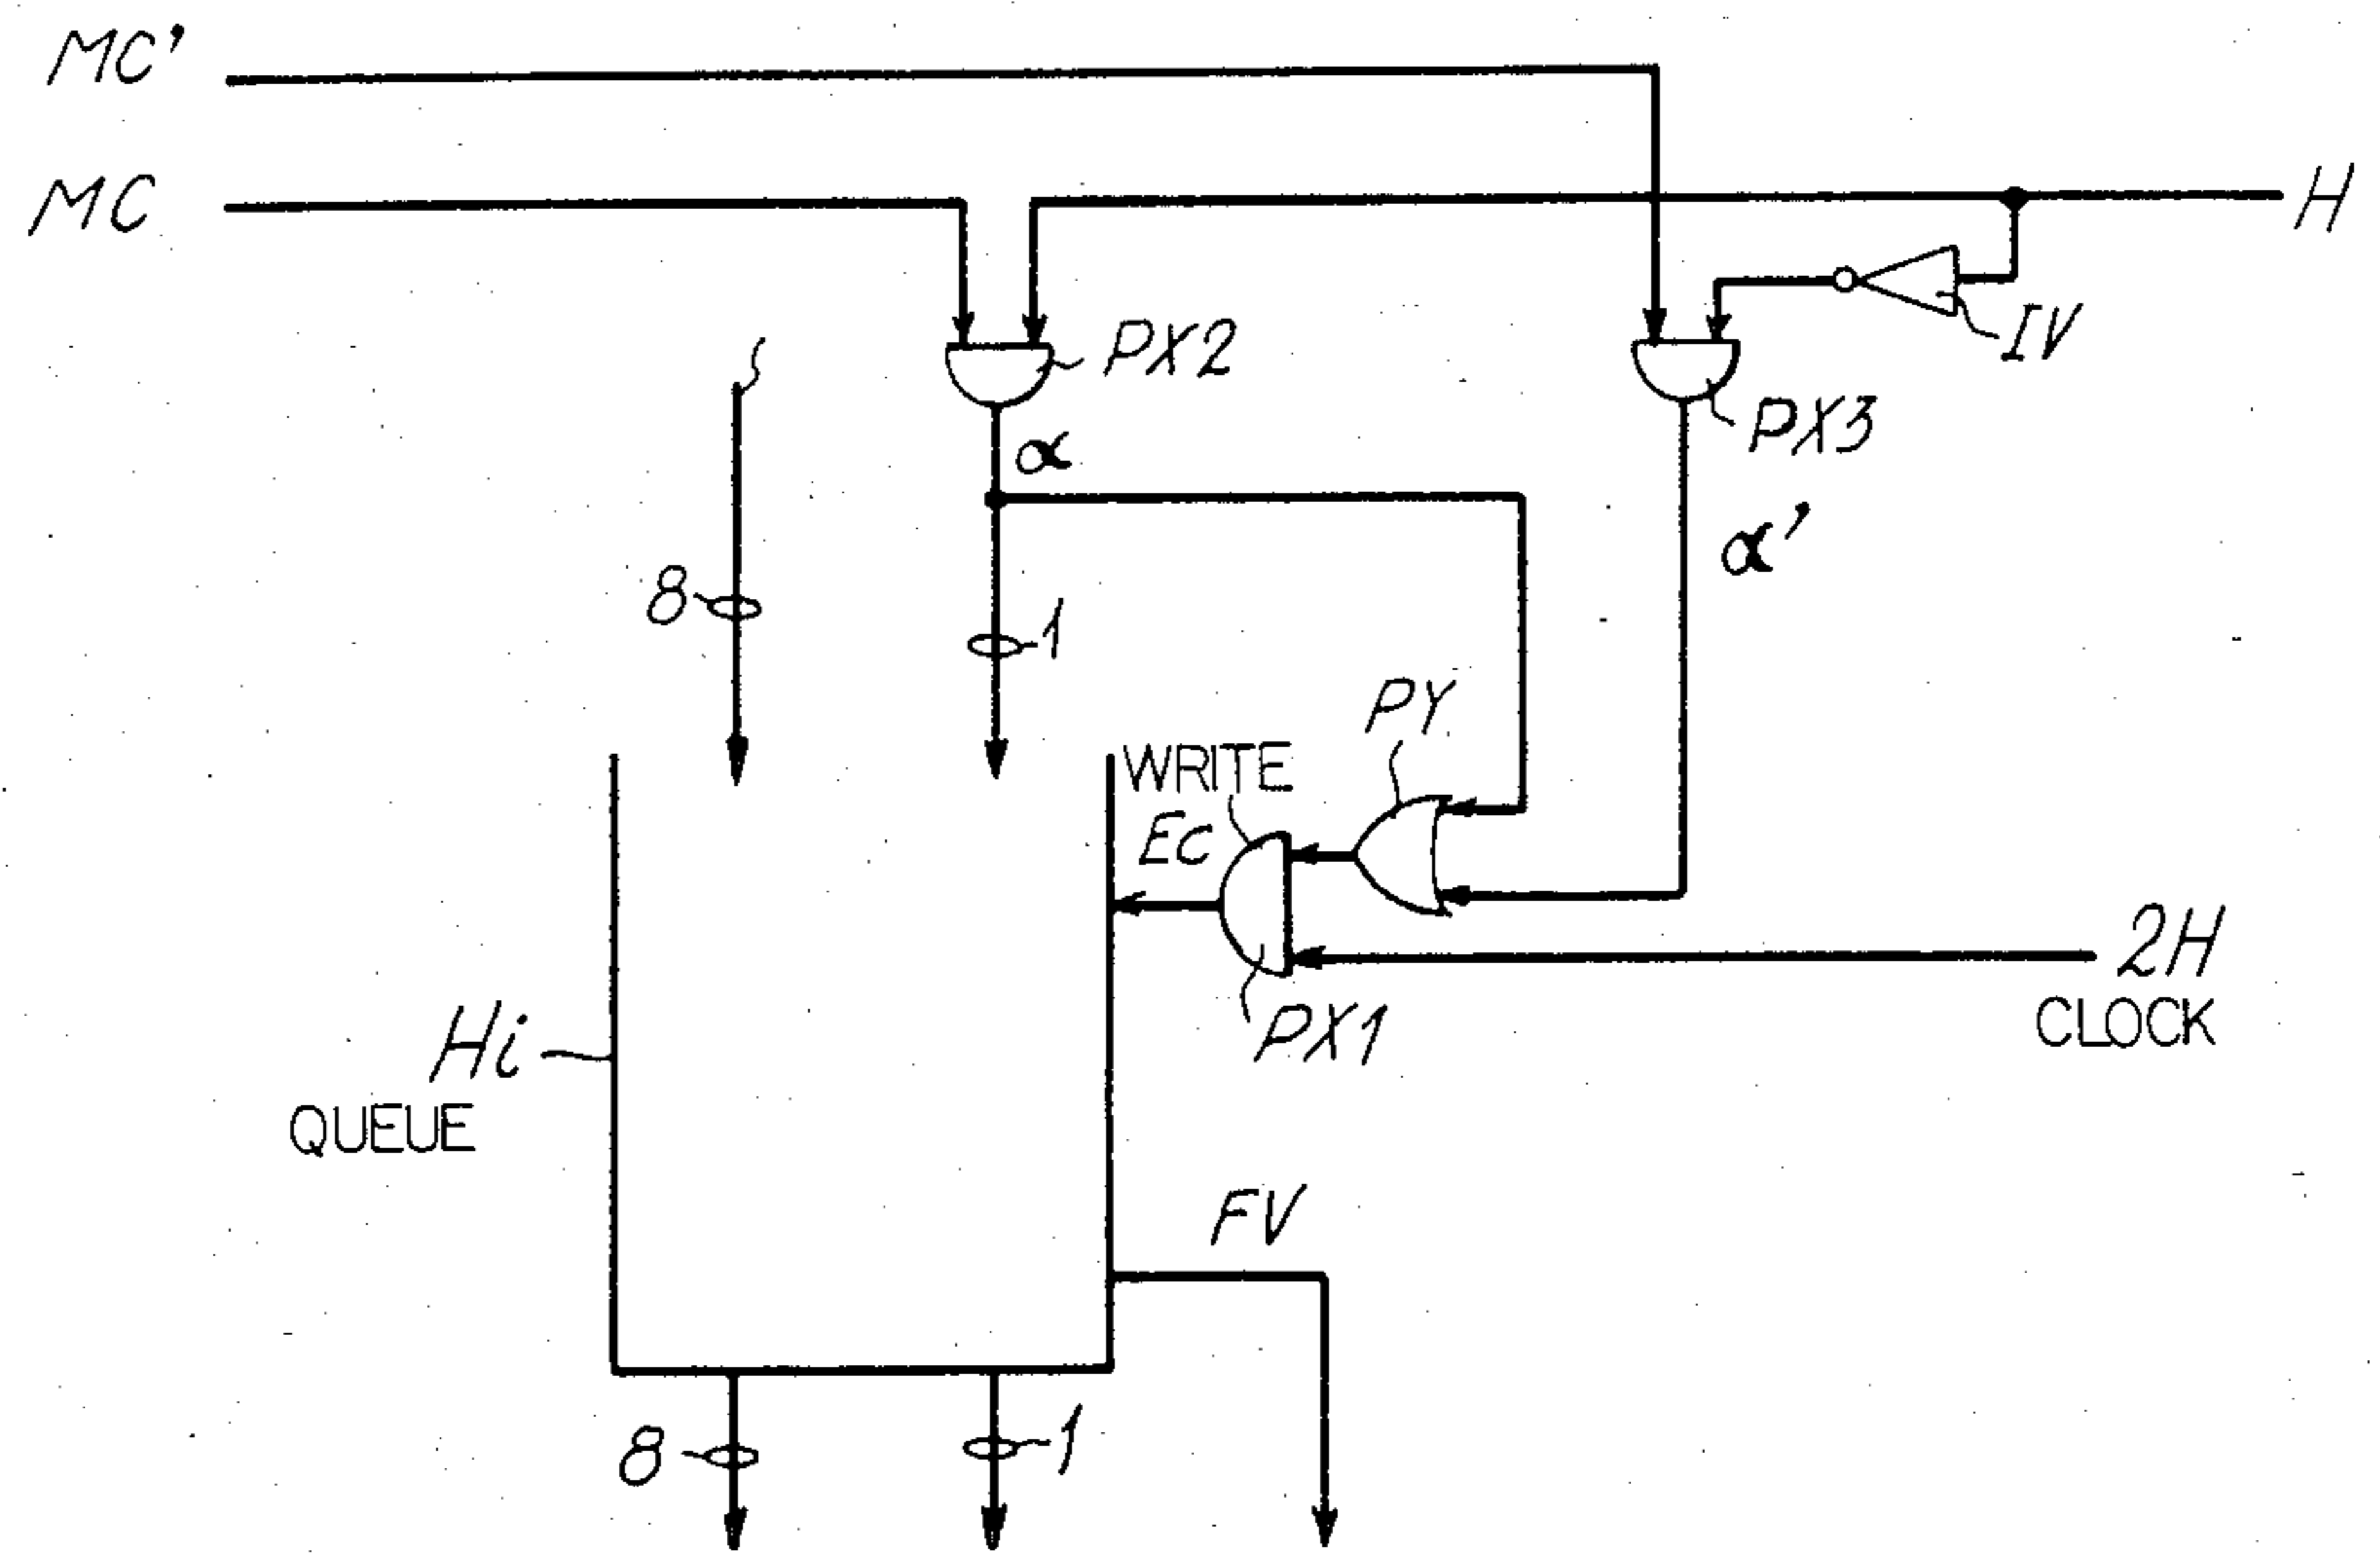 MC'
MC
H
IV
PX2
PX3
α
α'
8
1
PY
WRITE
Ec
2H
CLOCK
PX1
Hi
QUEUE
FV
8
1